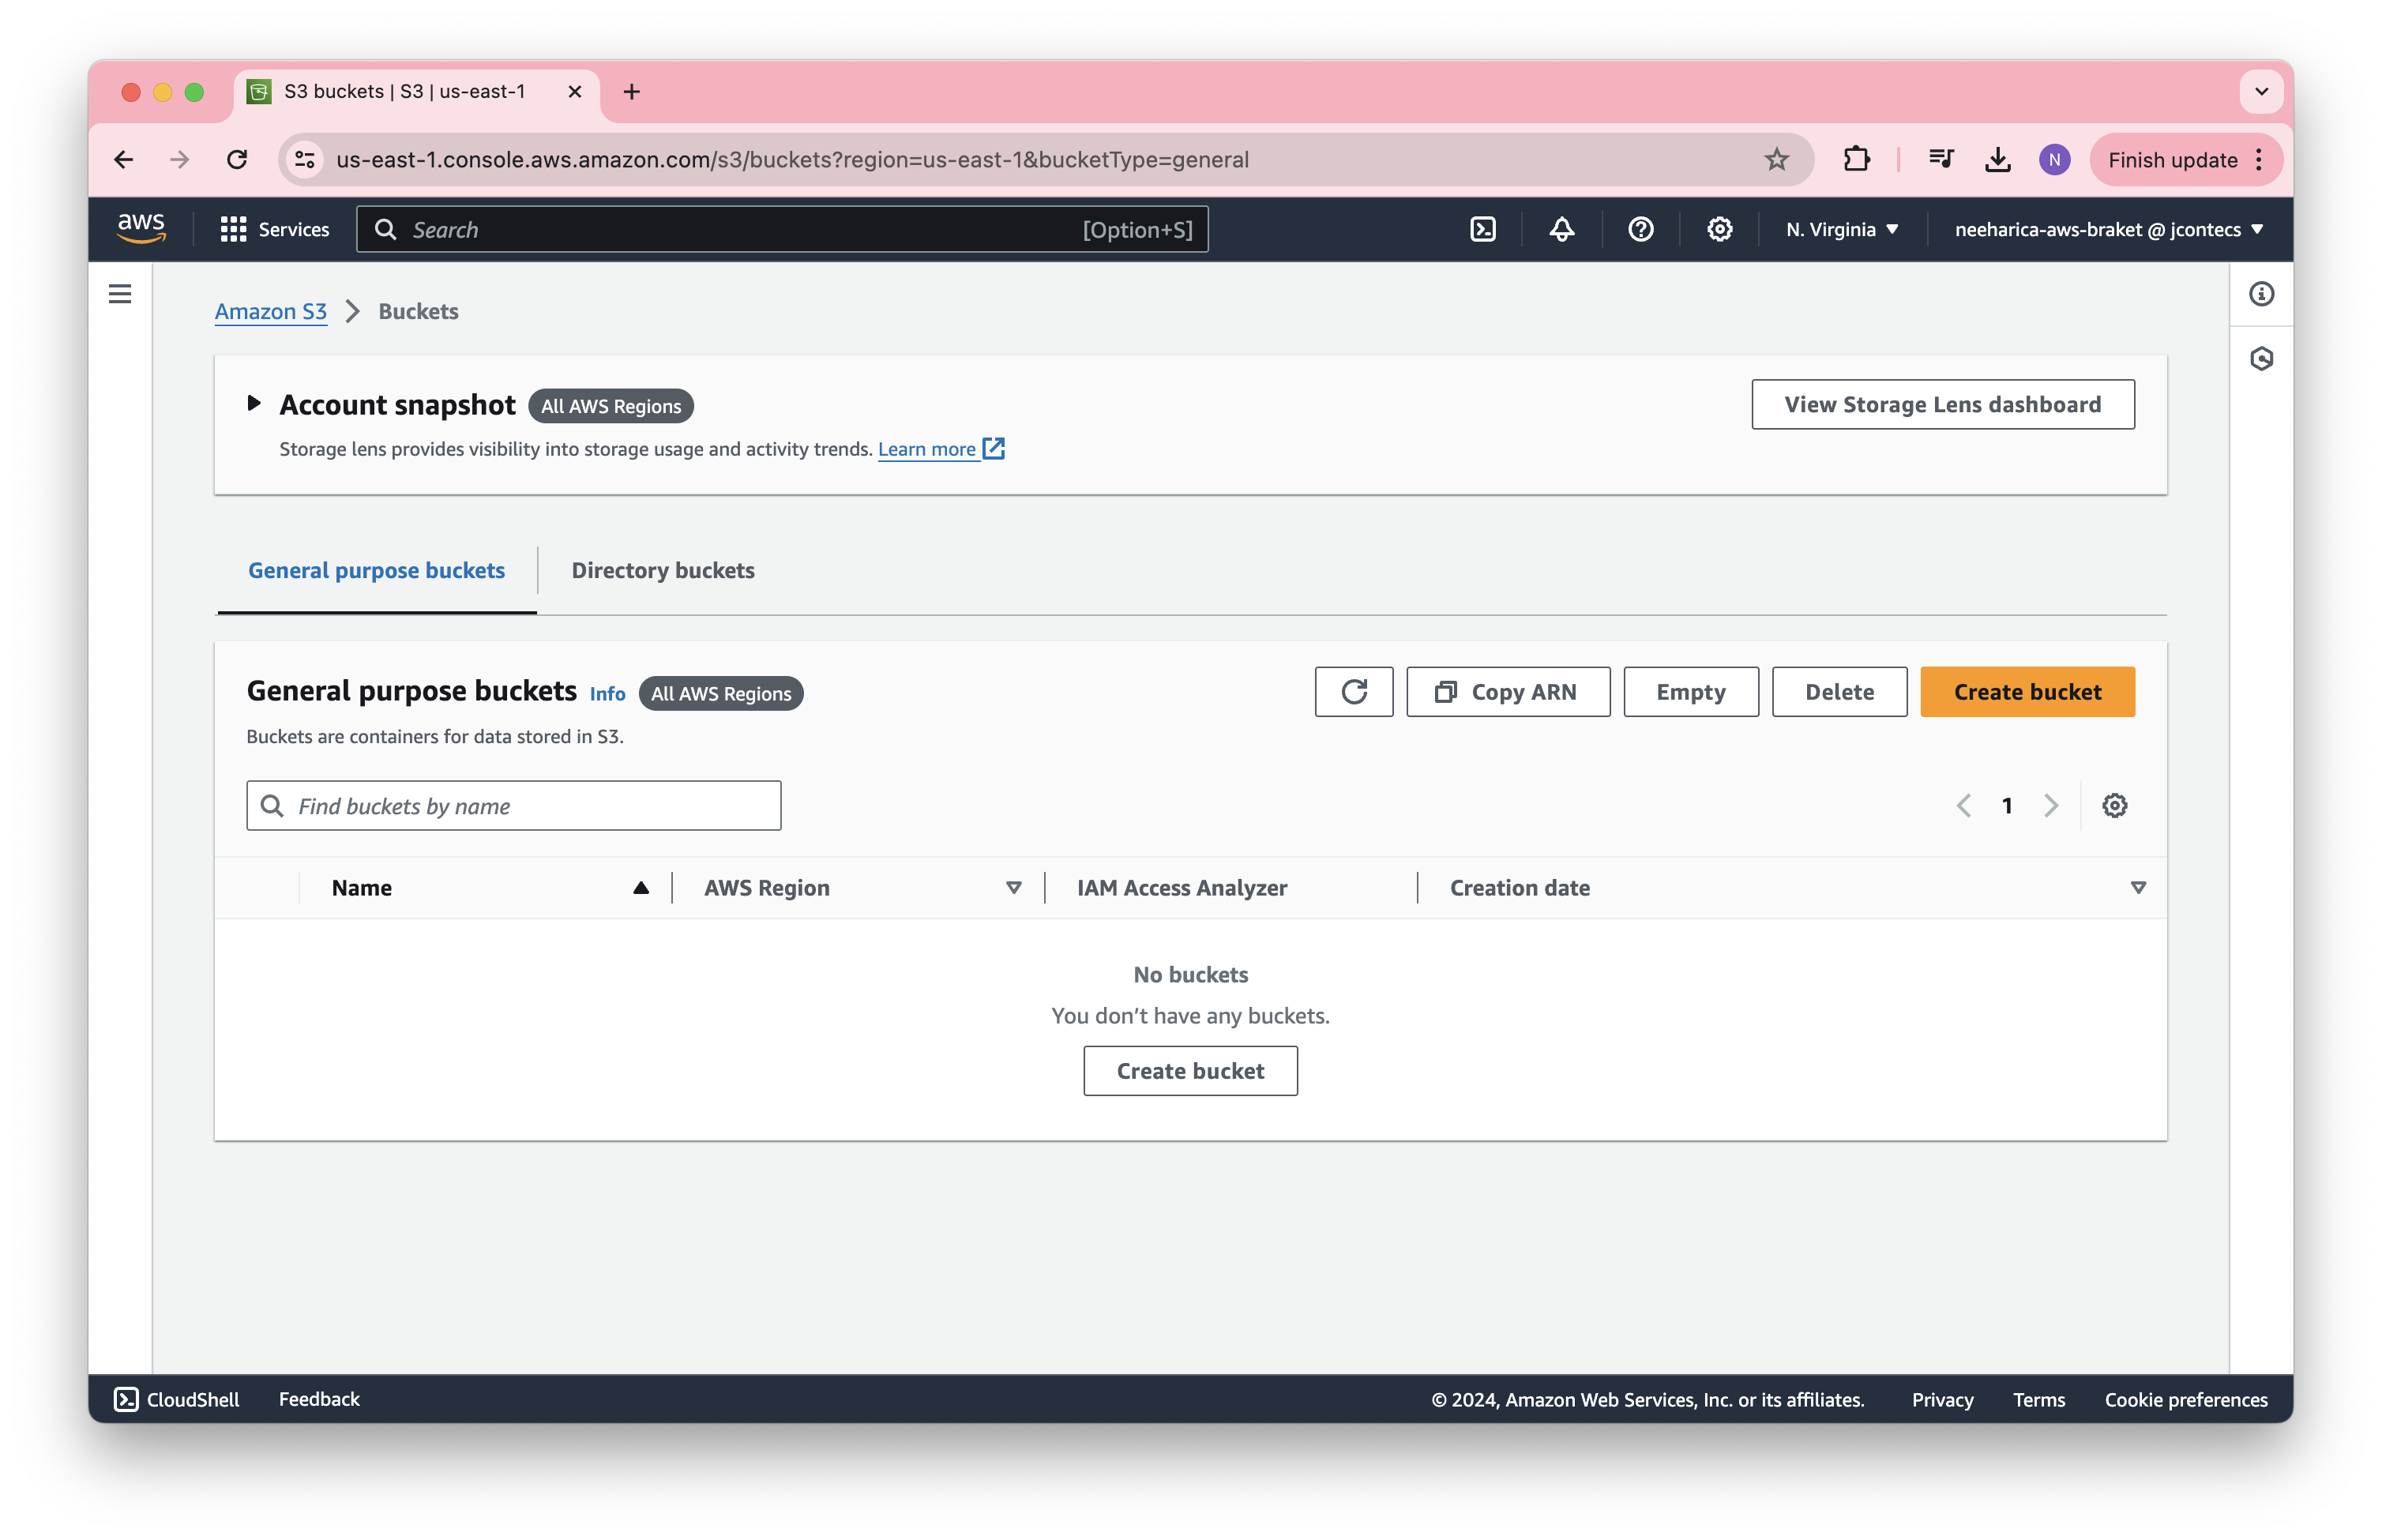 S3 buckets | S3 | us-east-1
us-east-1.console.aws.amazon.com/s3/buckets?region=us-east-1&bucketType=general
N
Finish update
aws
Services
Search
[Option+S]
N. Virginia
neeharica-aws-braket @ jcontecs
Amazon S3
Buckets
Account snapshot
All AWS Regions
View Storage Lens dashboard
Storage lens provides visibility into storage usage and activity trends. Learn more
General purpose buckets
Directory buckets
General purpose buckets Info
All AWS Regions
Copy ARN
Empty
Delete
Create bucket
Buckets are containers for data stored in S3.
Find buckets by name
1
Name
AWS Region
IAM Access Analyzer
Creation date
No buckets
You don't have any buckets.
Create bucket
CloudShell
Feedback
© 2024, Amazon Web Services, Inc. or its affiliates.
Privacy
Terms
Cookie preferences